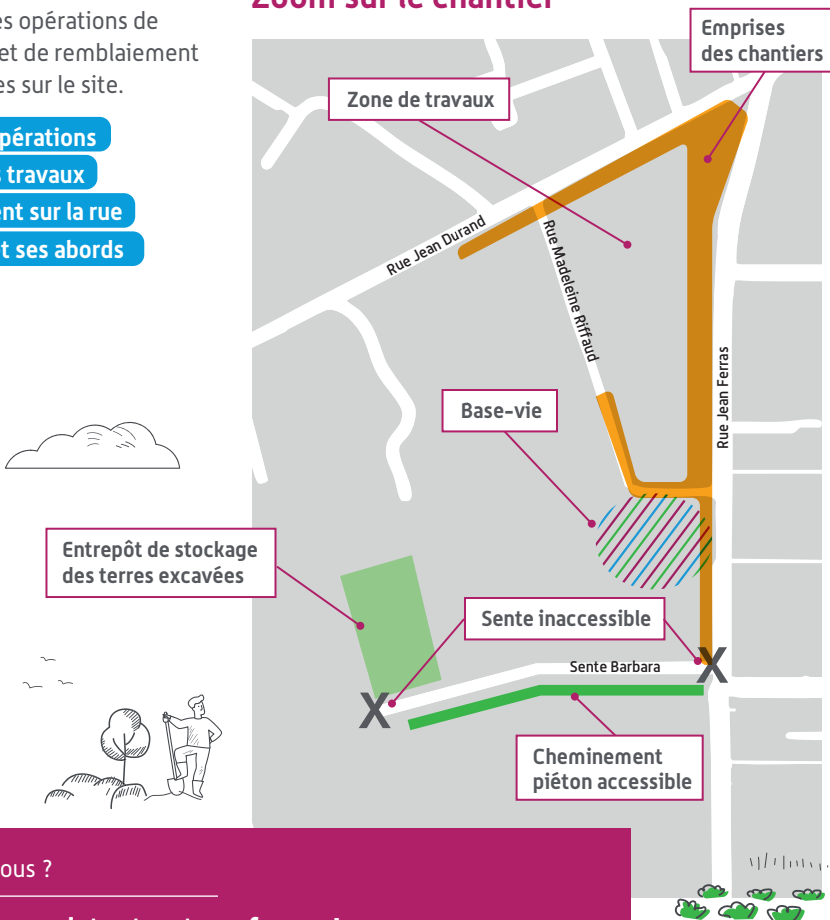 es opérations de
et de remblaiement
es sur le site.
opérations
s travaux
ent sur la rue
et ses abords
Zoom sur le chantier
Emprises
des chantiers
Zone de travaux
Rue Jean Durand
Rue Madeleine Riffaud
Rue Jean Ferras
Base-vie
Entrepôt de stockage
des terres excavées
Sente inaccessible
Sente Barbara
X
X
Cheminement
piéton accessible
ous ?